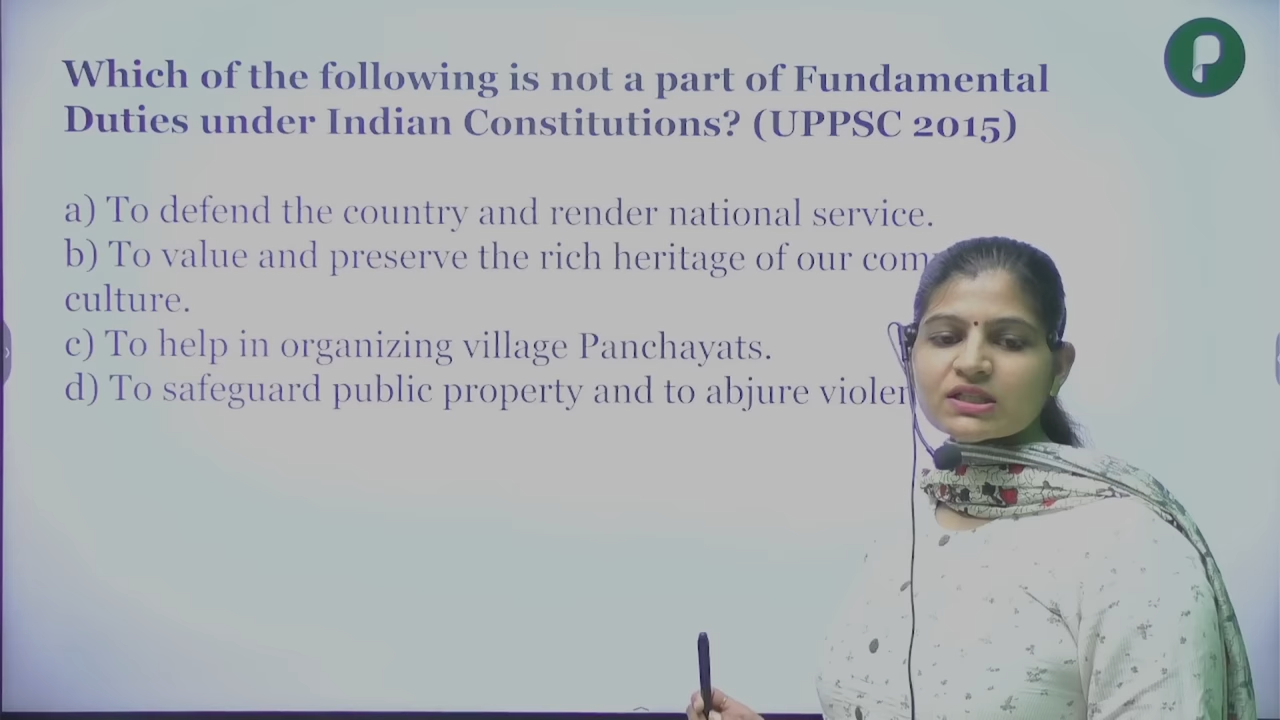 Which of the following is not a part of Fundamental
Duties under Indian Constitutions? (UPPSC 2015)
a) To defend the country and render national service.
b) To value and preserve the rich heritage of our
culture.
c) To help in organizing village Panchayats.
d) To safeguard public property and to abjure
P